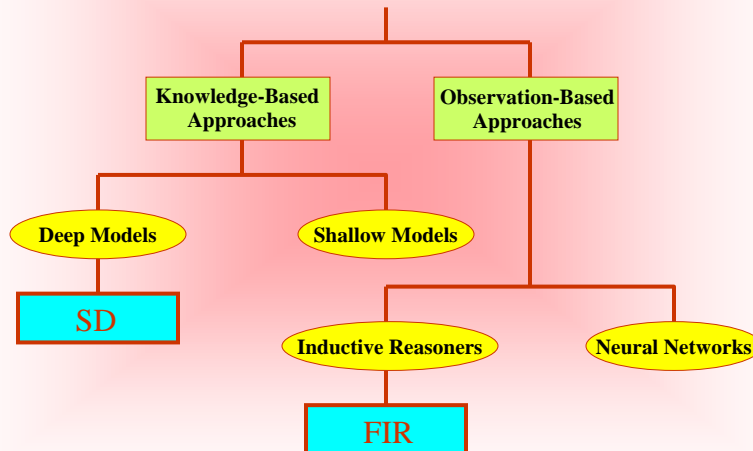 Knowledge-Based
Approaches
Observation-Based
Approaches
Deep Models
Shallow Models
SD
Inductive Reasoners
Neural Networks
FIR